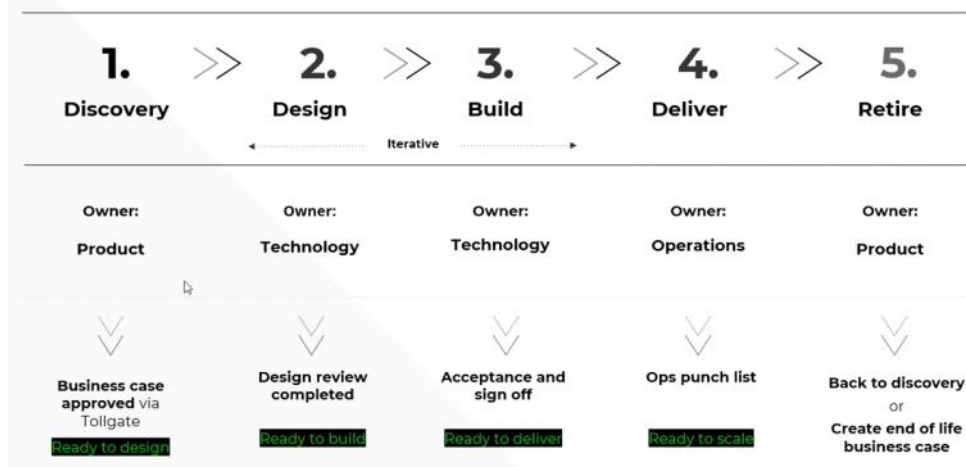 1.
2.
3.
4.
5.
Discovery
Design
Build
Deliver
Retire
Iterative
Owner:
Owner:
Owner:
Owner:
Owner:
Product
Technology
Technology
Operations
Product
Business case
approved via
Tollgate
Ready to design
Design review
completed
Ready to build
Acceptance and
sign off
Ready to deliver
Ops punch list
Ready to scale
Back to discovery
or
Create end of life
business case